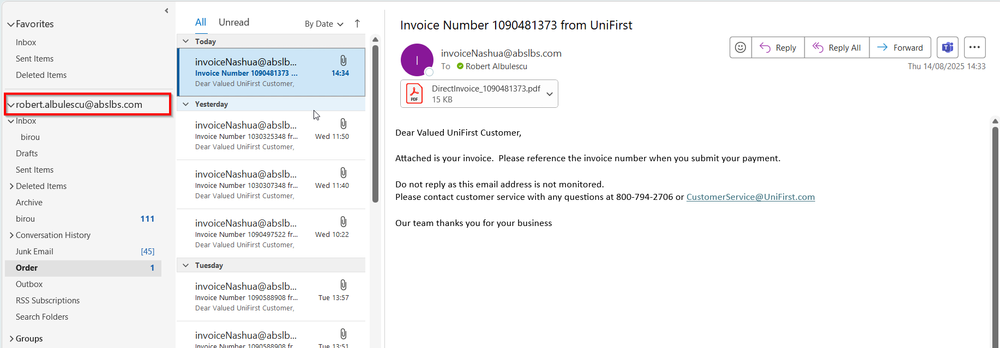 Favorites
Inbox
Sent Items
Deleted Items
robert.albulescu@abslbs.com
Inbox
birou
Drafts
Sent Items
Deleted Items
Archive
birou 111
Conversation History
Junk Email [45]
Order 1
Outbox
RSS Subscriptions
Search Folders
Groups
All Unread By Date
Today
invoiceNashua@abslb...
Invoice Number 1090481373 ... 14:34
Dear Valued UniFirst Customer,
Yesterday
invoiceNashua@abslb...
Invoice Number 1030325348 fr... Wed 11:50
Dear Valued UniFirst Customer,
invoiceNashua@abslb...
Invoice Number 1030307348 fr... Wed 11:40
Dear Valued UniFirst Customer,
invoiceNashua@abslb...
Invoice Number 1090497522 fr... Wed 10:22
Dear Valued UniFirst Customer,
Tuesday
invoiceNashua@abslb...
Invoice Number 1090588908 fr... Tue 13:57
Dear Valued UniFirst Customer,
invoiceNashua@abslb...
Invoice Number 1090588908 fr... Tue 13:51
Invoice Number 1090481373 from UniFirst
I
invoiceNashua@abslbs.com
To Robert Albulescu
Reply Reply All Forward
Thu 14/08/2025 14:33
PDF
DirectInvoice_1090481373.pdf
15 KB
Dear Valued UniFirst Customer,
Attached is your invoice. Please reference the invoice number when you submit your payment.
Do not reply as this email address is not monitored.
Please contact customer service with any questions at 800-794-2706 or CustomerService@UniFirst.com
Our team thanks you for your business